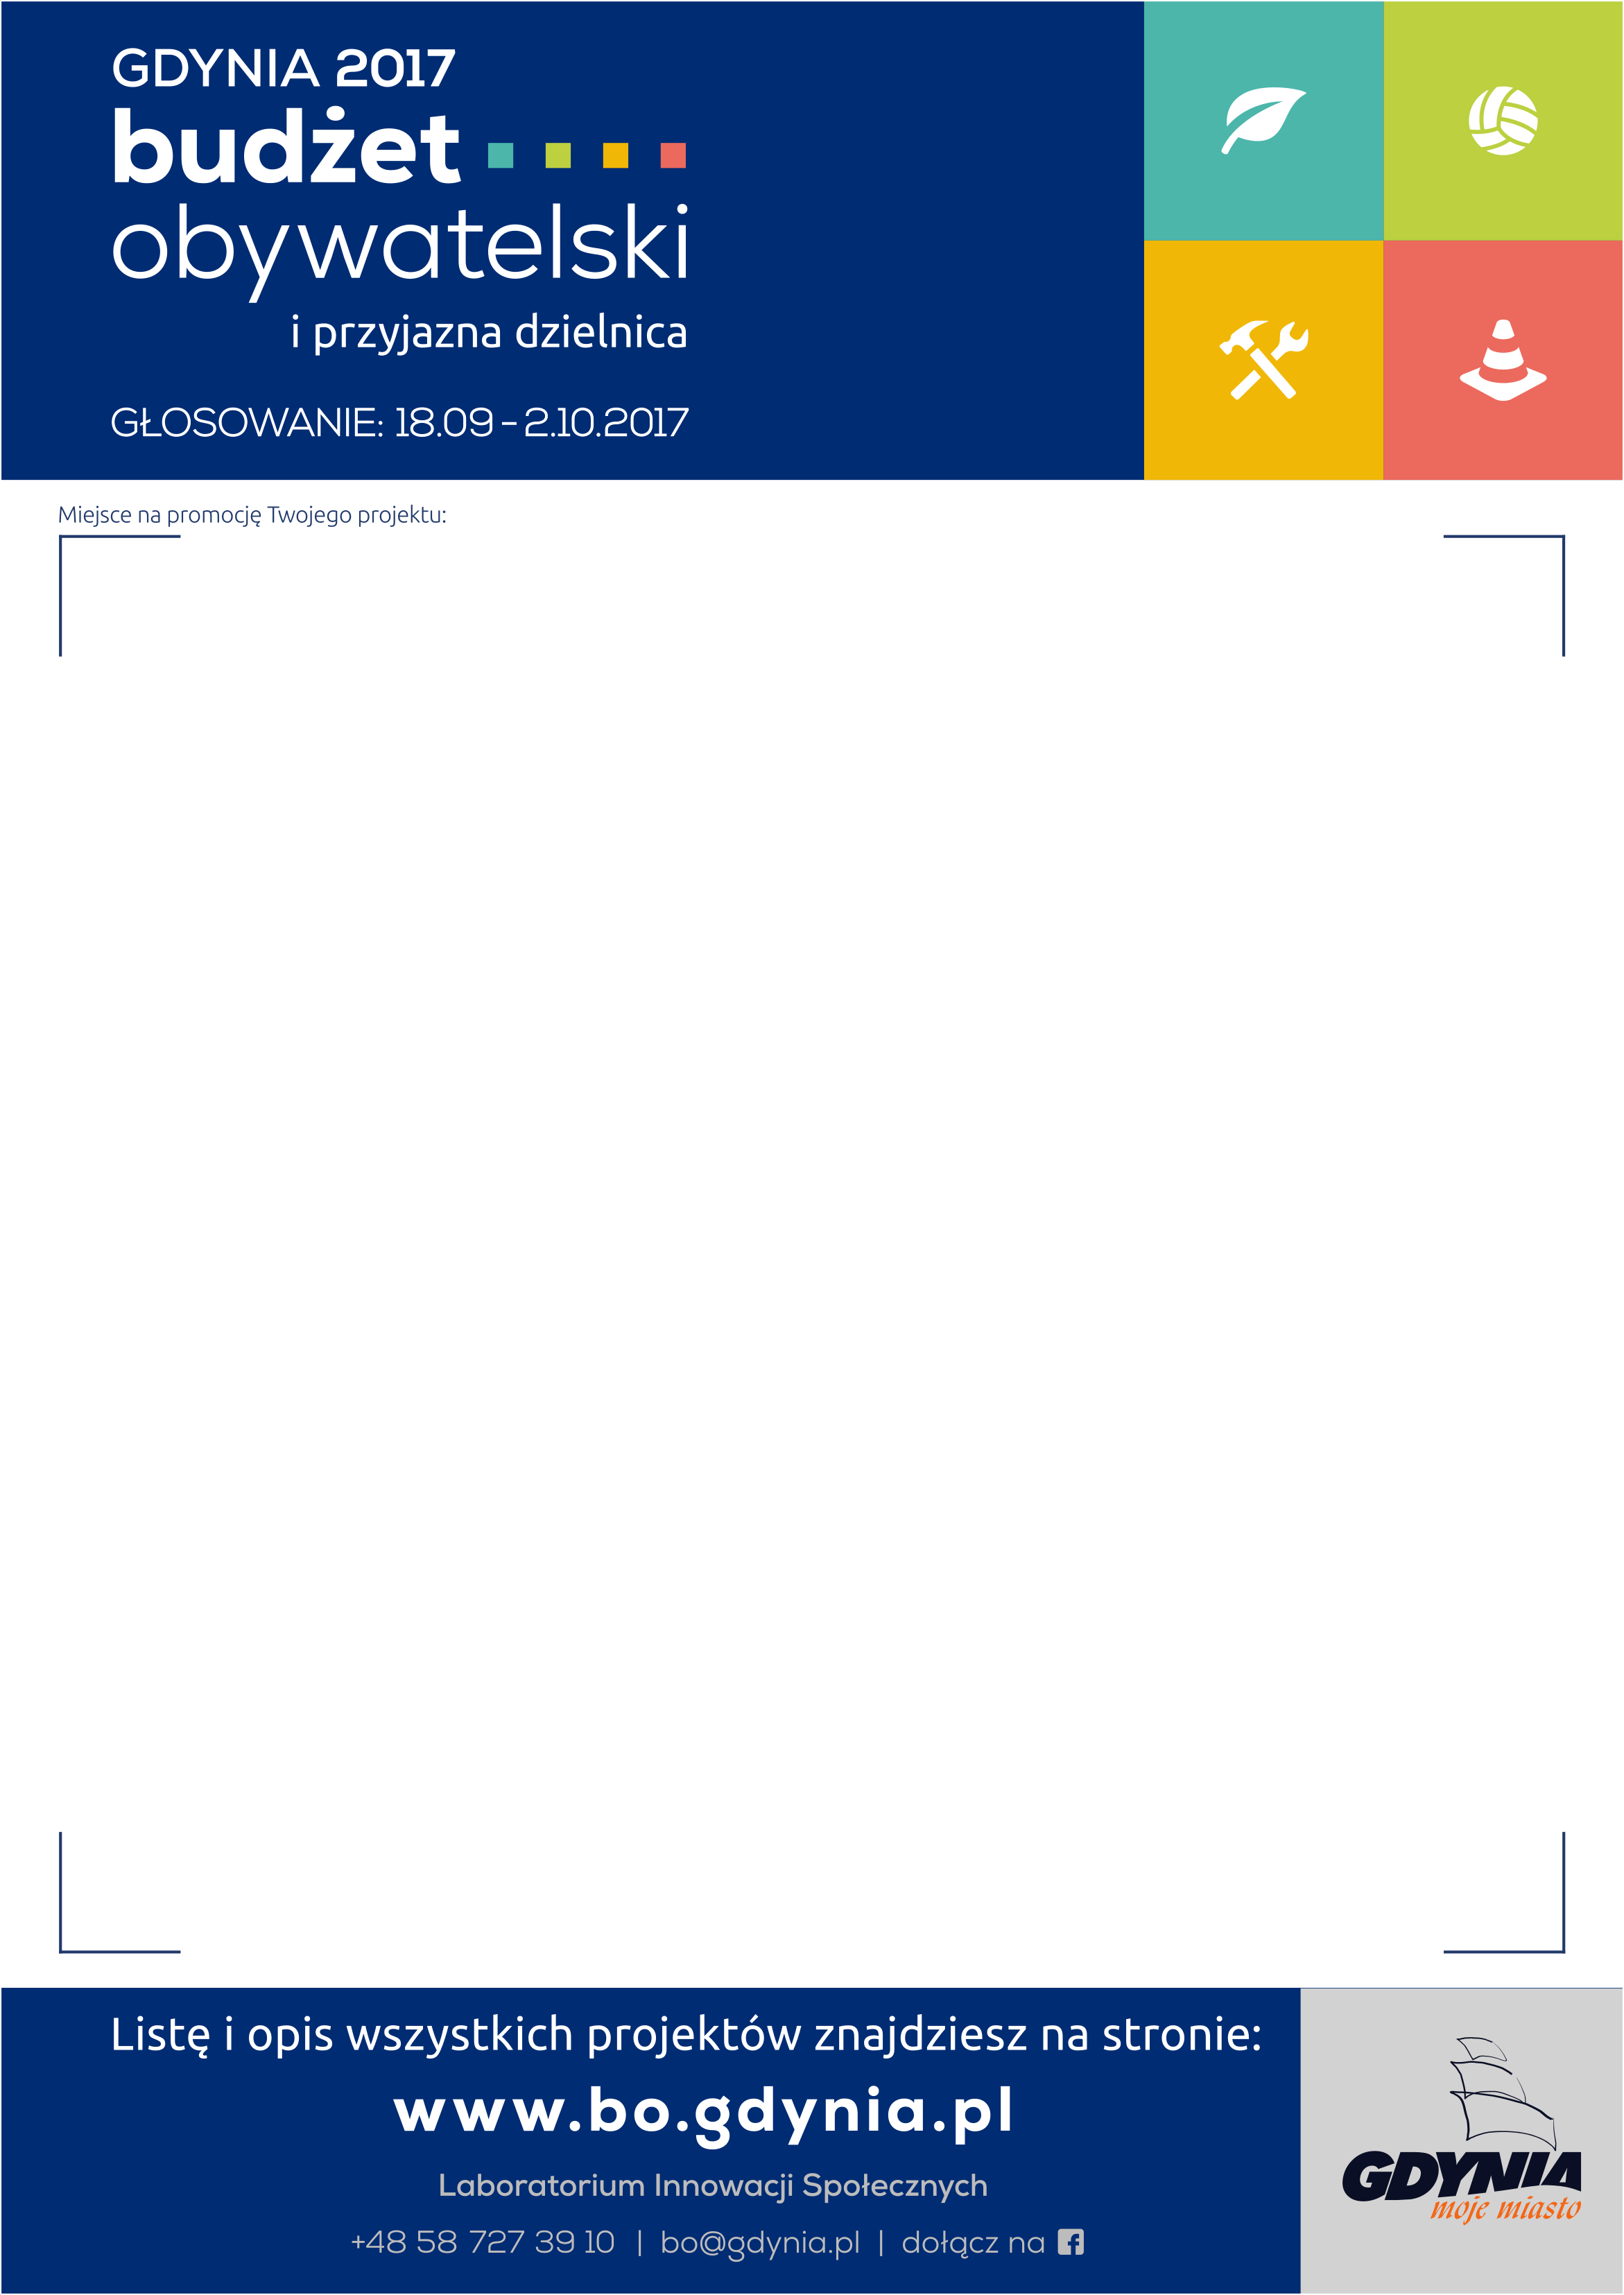 GDYNIA 2017
budżet
obywatelski
i przyjazna dzielnica
GŁOSOWANIE: 18.09-2.10.2017
Miejsce na promocję Twojego projektu:
Listę i opis wszystkich projektów znajdziesz na stronie:
www.bo.gdynia.pl
Laboratorium Innowacji Społecznych
+48 58 727 39 10 | bo@gdynia.pl | dołącz na f
GDYNIA
moje miasto